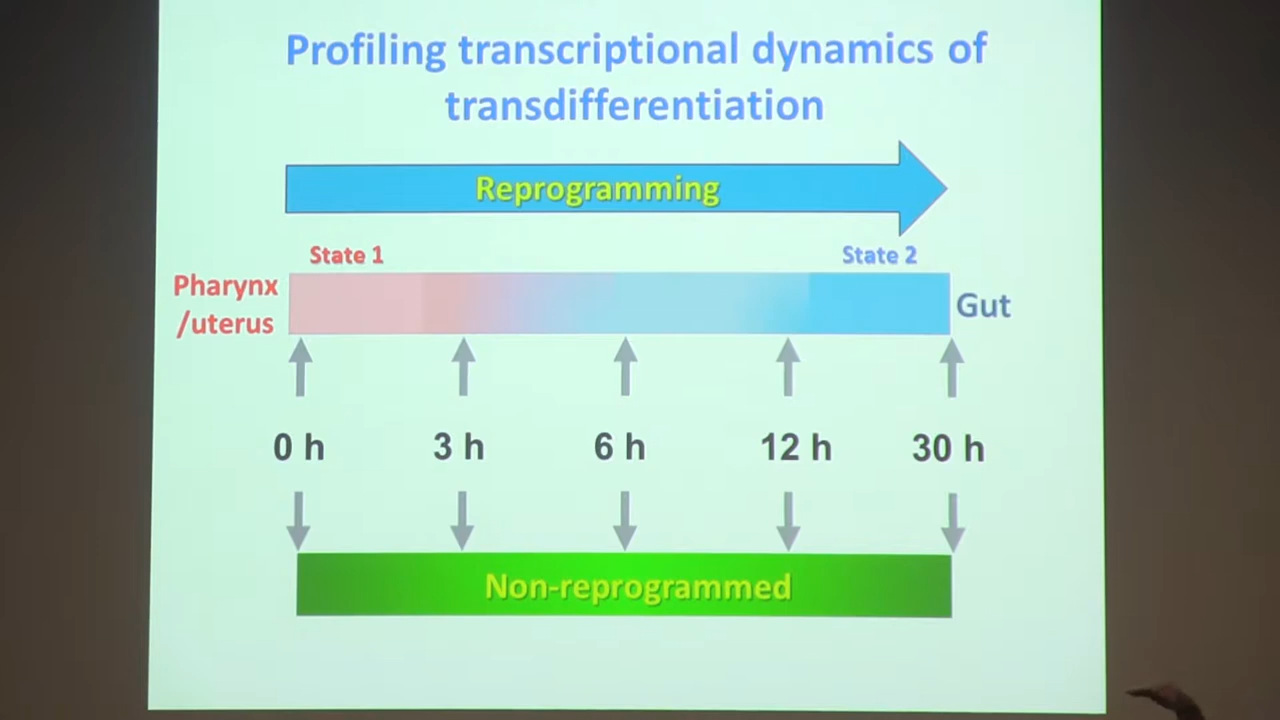 Profiling transcriptional dynamics of
transdifferentiation
Reprogramming
State 1
State 2
Pharynx
/uterus
Gut
0 h
3 h
6 h
12 h
30 h
Non-reprogrammed